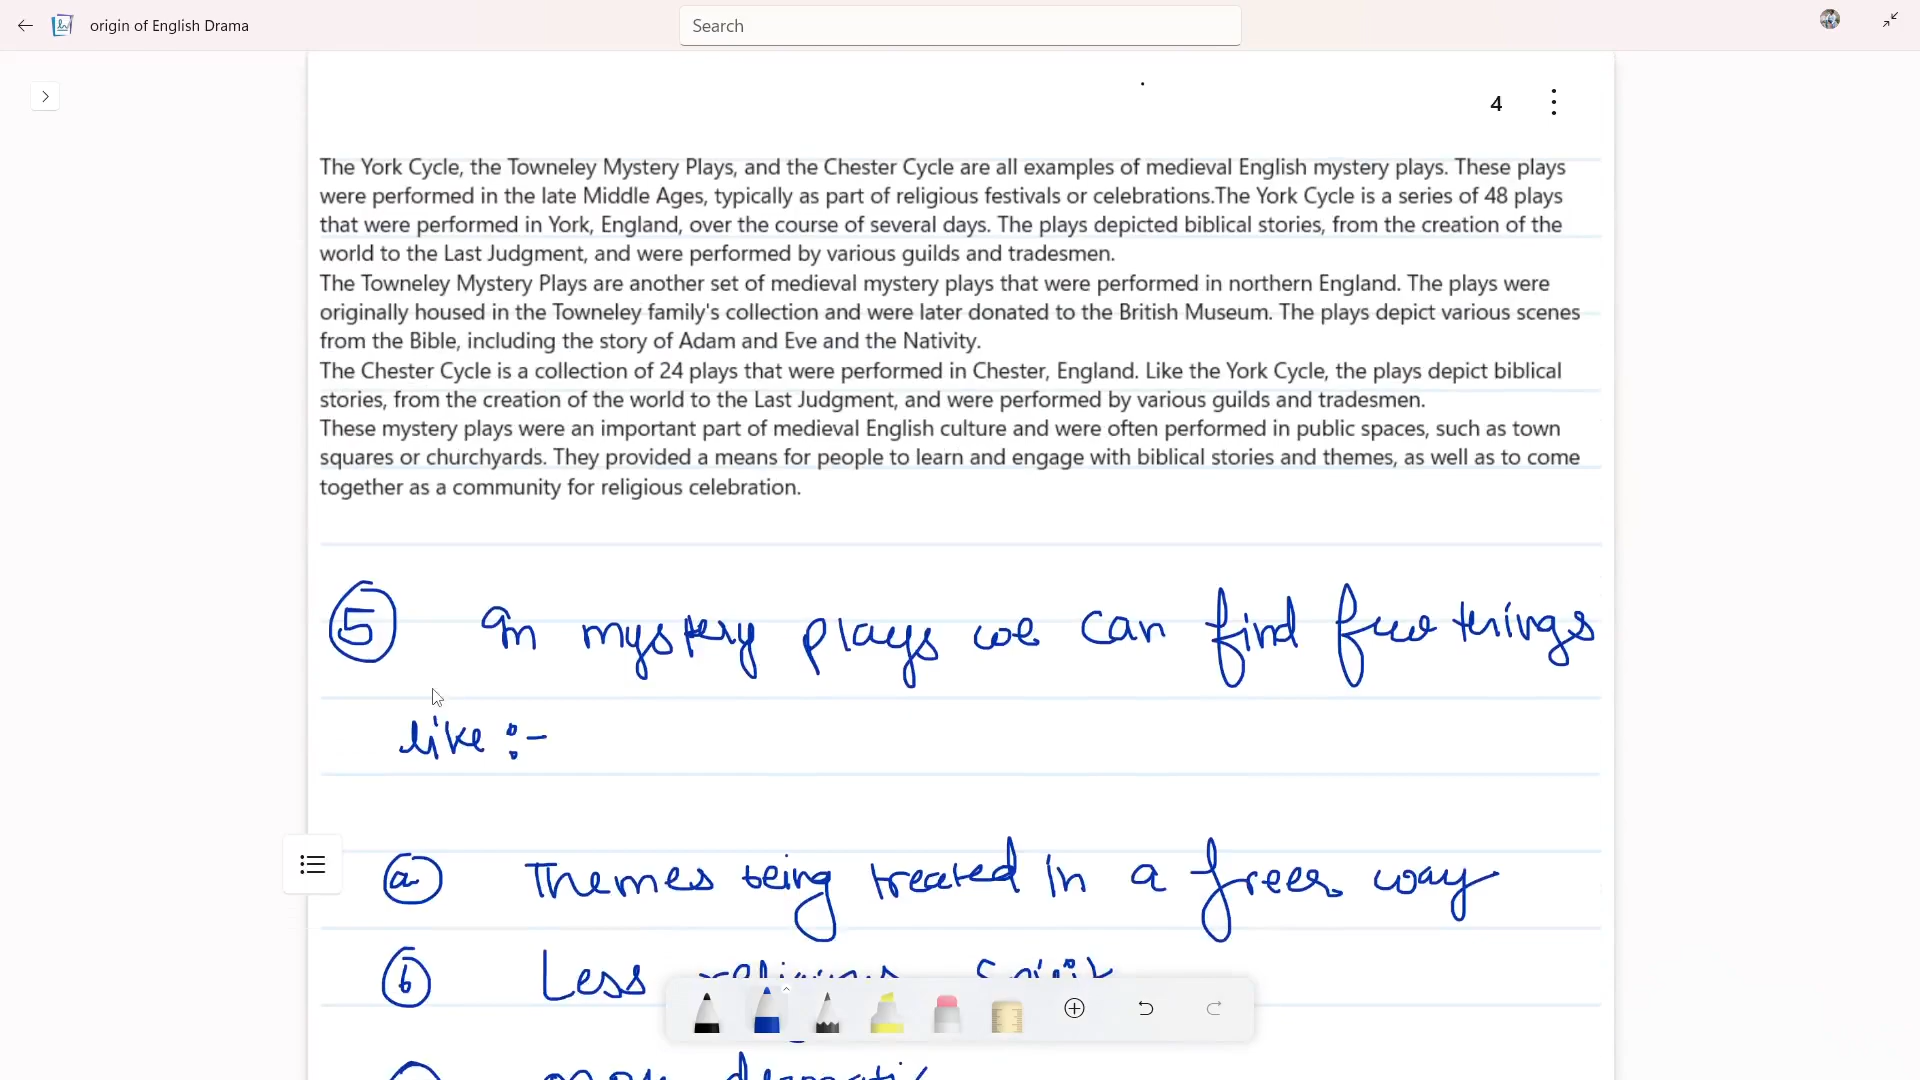 origin of English Drama
Search
4
The York Cycle, the Towneley Mystery Plays, and the Chester Cycle are all examples of medieval English mystery plays. These plays
were performed in the late Middle Ages, typically as part of religious festivals or celebrations.The York Cycle is a series of 48 plays
that were performed in York, England, over the course of several days. The plays depicted biblical stories, from the creation of the
world to the Last Judgment, and were performed by various guilds and tradesmen.
The Towneley Mystery Plays are another set of medieval mystery plays that were performed in northern England. The plays were
originally housed in the Towneley family's collection and were later donated to the British Museum. The plays depict various scenes
from the Bible, including the story of Adam and Eve and the Nativity.
The Chester Cycle is a collection of 24 plays that were performed in Chester, England. Like the York Cycle, the plays depict biblical
stories, from the creation of the world to the Last Judgment, and were performed by various guilds and tradesmen.
These mystery plays were an important part of medieval English culture and were often performed in public spaces, such as town
squares or churchyards. They provided a means for people to learn and engage with biblical stories and themes, as well as to come
together as a community for religious celebration.
5 In mystery plays we can find few things
like :-
a Themes being treated in a freer way
b Less religious spirit